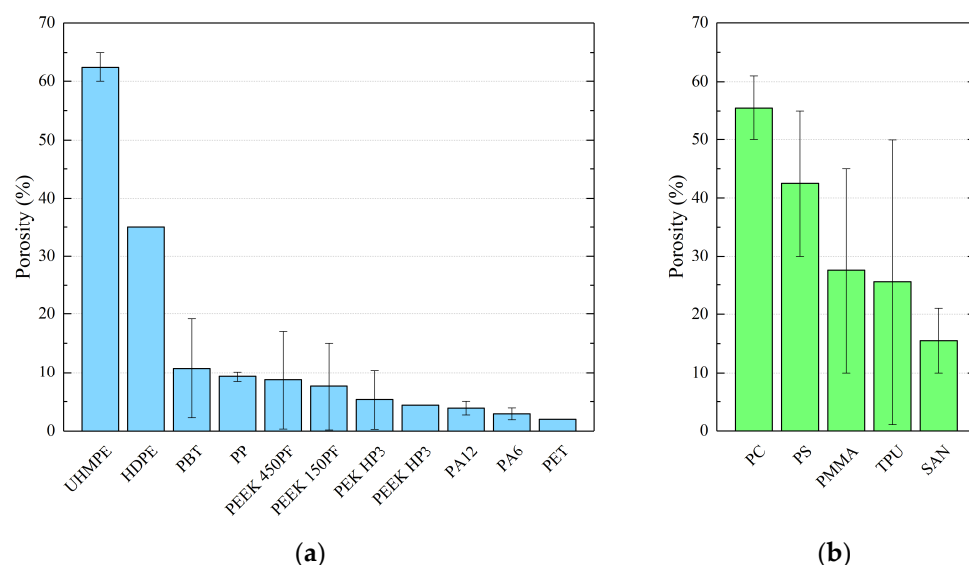 70
60
50
40
30
20
10
0
Porosity (%)
UHMPE
HDPE
PBT
PP
PEEK 450PF
PEEK 150PF
PEK HP3
PEEK HP3
PA12
PA6
PET
(a)
70
60
50
40
30
20
10
0
Porosity (%)
PC
PS
PMMA
TPU
SAN
(b)